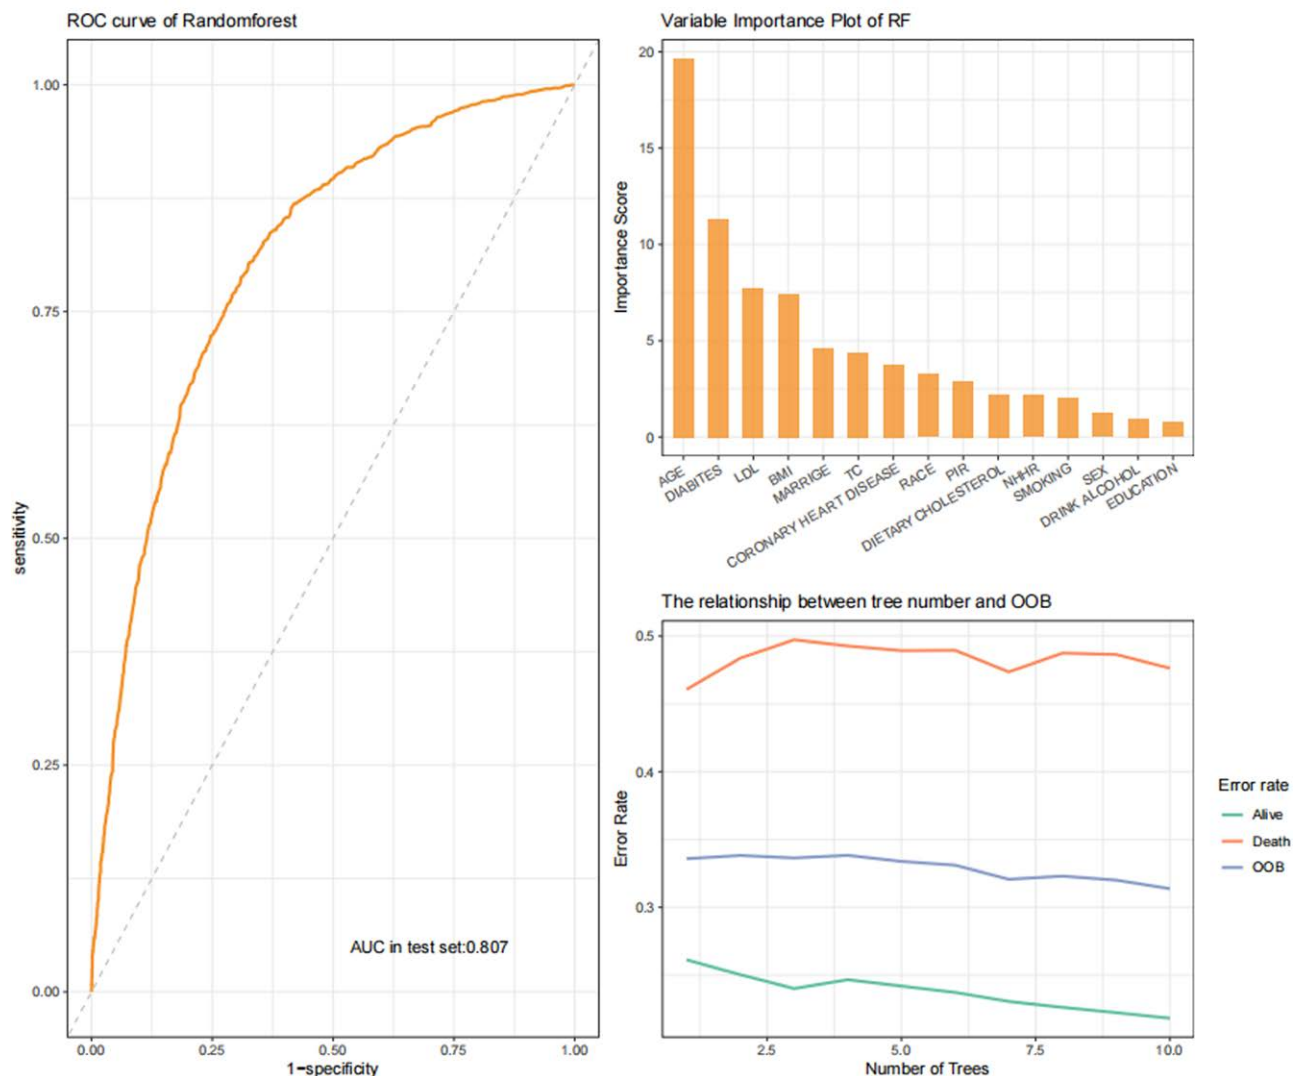 ROC curve of Randomforest
1.00
0.75
0.50
0.25
0.00
sensitivity
0.00
0.25
0.50
0.75
1.00
1−specificity
AUC in test set:0.807
Variable Importance Plot of RF
20
15
10
5
0
Importance Score
AGE
DIABITES
LDL
BMI
MARRIGE
TC
CORONARY HEART DISEASE
RACE
PIR
DIETARY CHOLESTEROL
NHHR
SMOKING
SEX
DRINK ALCOHOL
EDUCATION
The relationship between tree number and OOB
0.5
0.4
0.3
Error Rate
2.5
5.0
7.5
10.0
Number of Trees
Error rate
Alive
Death
OOB